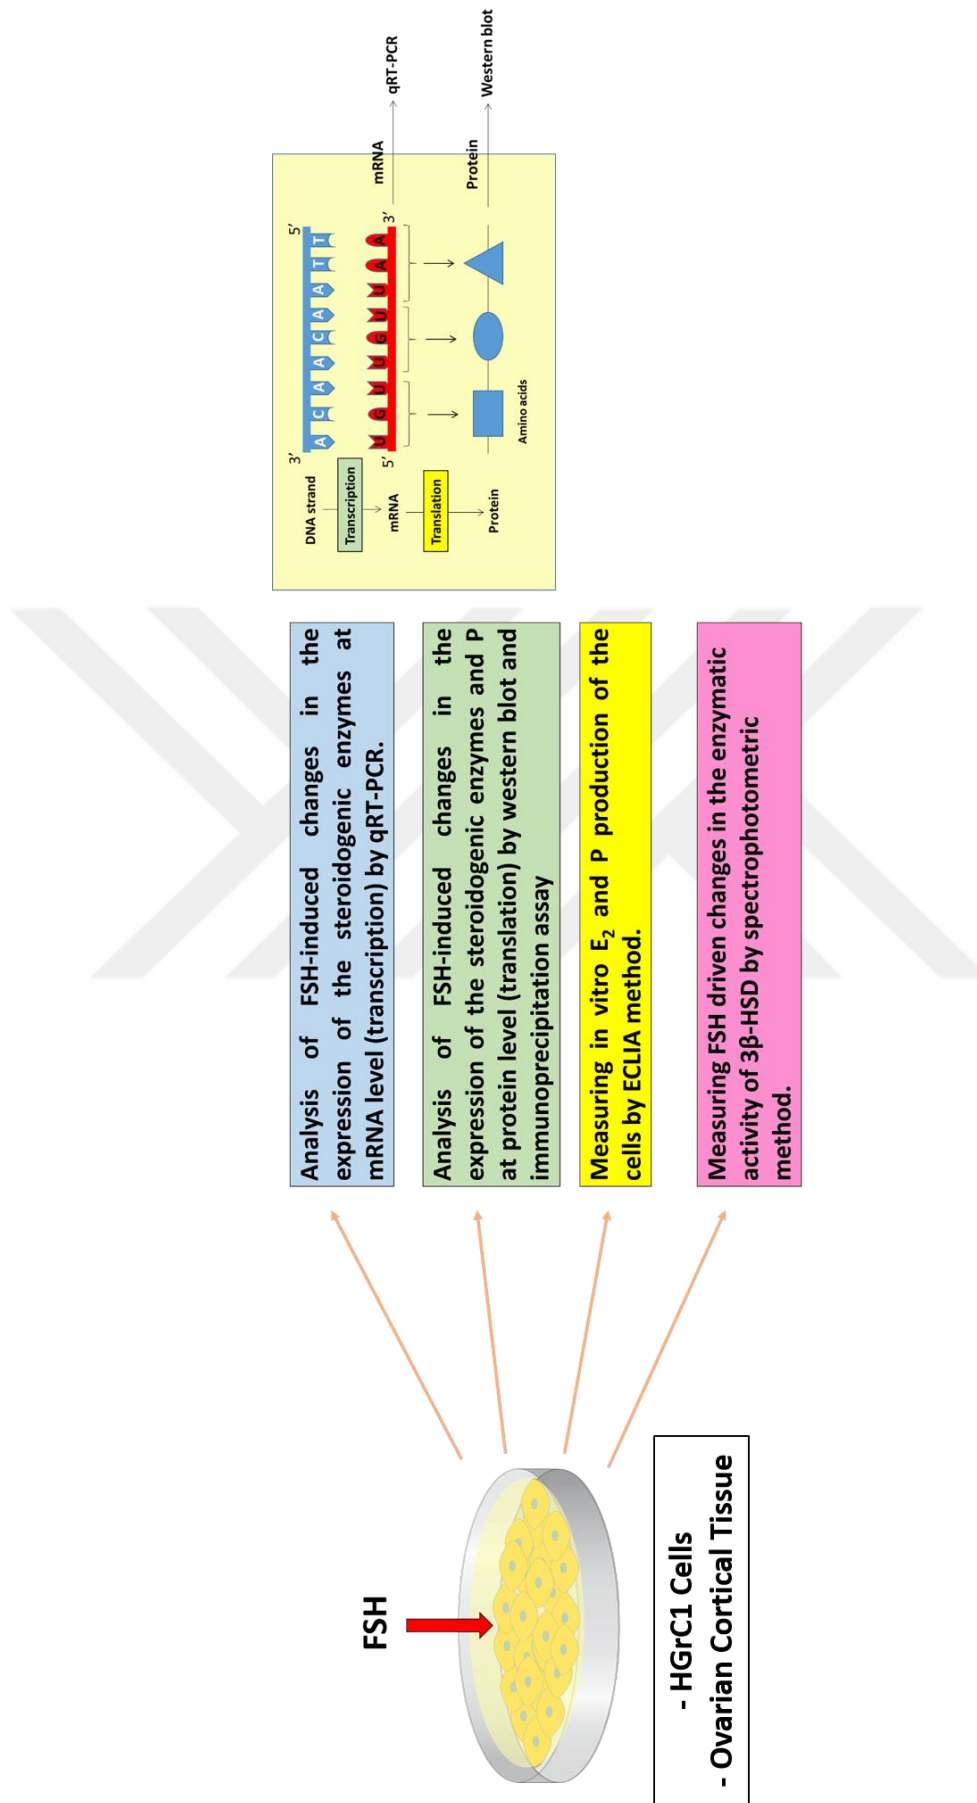 FSH
- HGrC1 Cells
- Ovarian Cortical Tissue
Analysis of FSH-induced changes in the
expression of the steroidogenic enzymes at
mRNA level (transcription) by qRT-PCR.
Analysis of FSH-induced changes in the
expression of the steroidogenic enzymes and P
at protein level (translation) by western blot and
immunoprecipitation assay
Measuring in vitro E₂ and P production of the
cells by ECLIA method.
Measuring FSH driven changes in the enzymatic
activity of 3β-HSD by spectrophotometric
method.
3’ 5’
DNA strand A C A A C A A T T
Transcription
mRNA U G U U G U U A A mRNA qRT-PCR
5’ 3’
Translation
Protein Protein Western blot
Amino acids